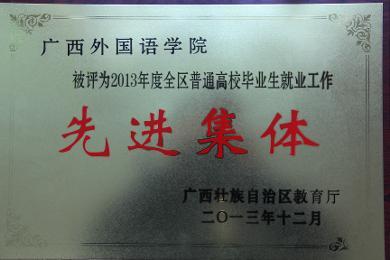 广西外国语学院
被评为2013年度全区普通高校毕业生就业工作
先进集体
广西壮族自治区教育厅
二〇一三年十二月